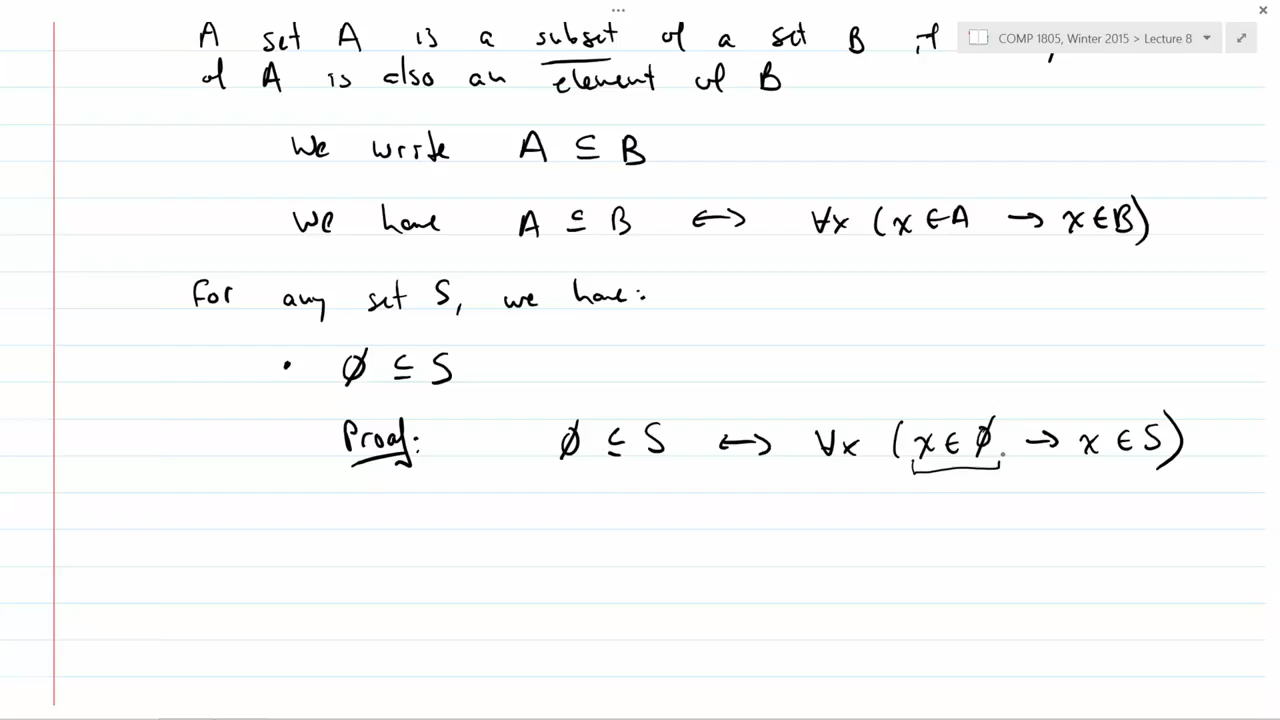 A set A is a subset of a set B if
COMP 1805, Winter 2015 > Lecture 8
of A is also an element of B
We write A ⊆ B
We have A ⊆ B ↔ ∀x (x ∈ A → x ∈ B)
For any set S, we have:
• ∅ ⊆ S
Proof: ∅ ⊆ S ↔ ∀x (x ∈ ∅ → x ∈ S)